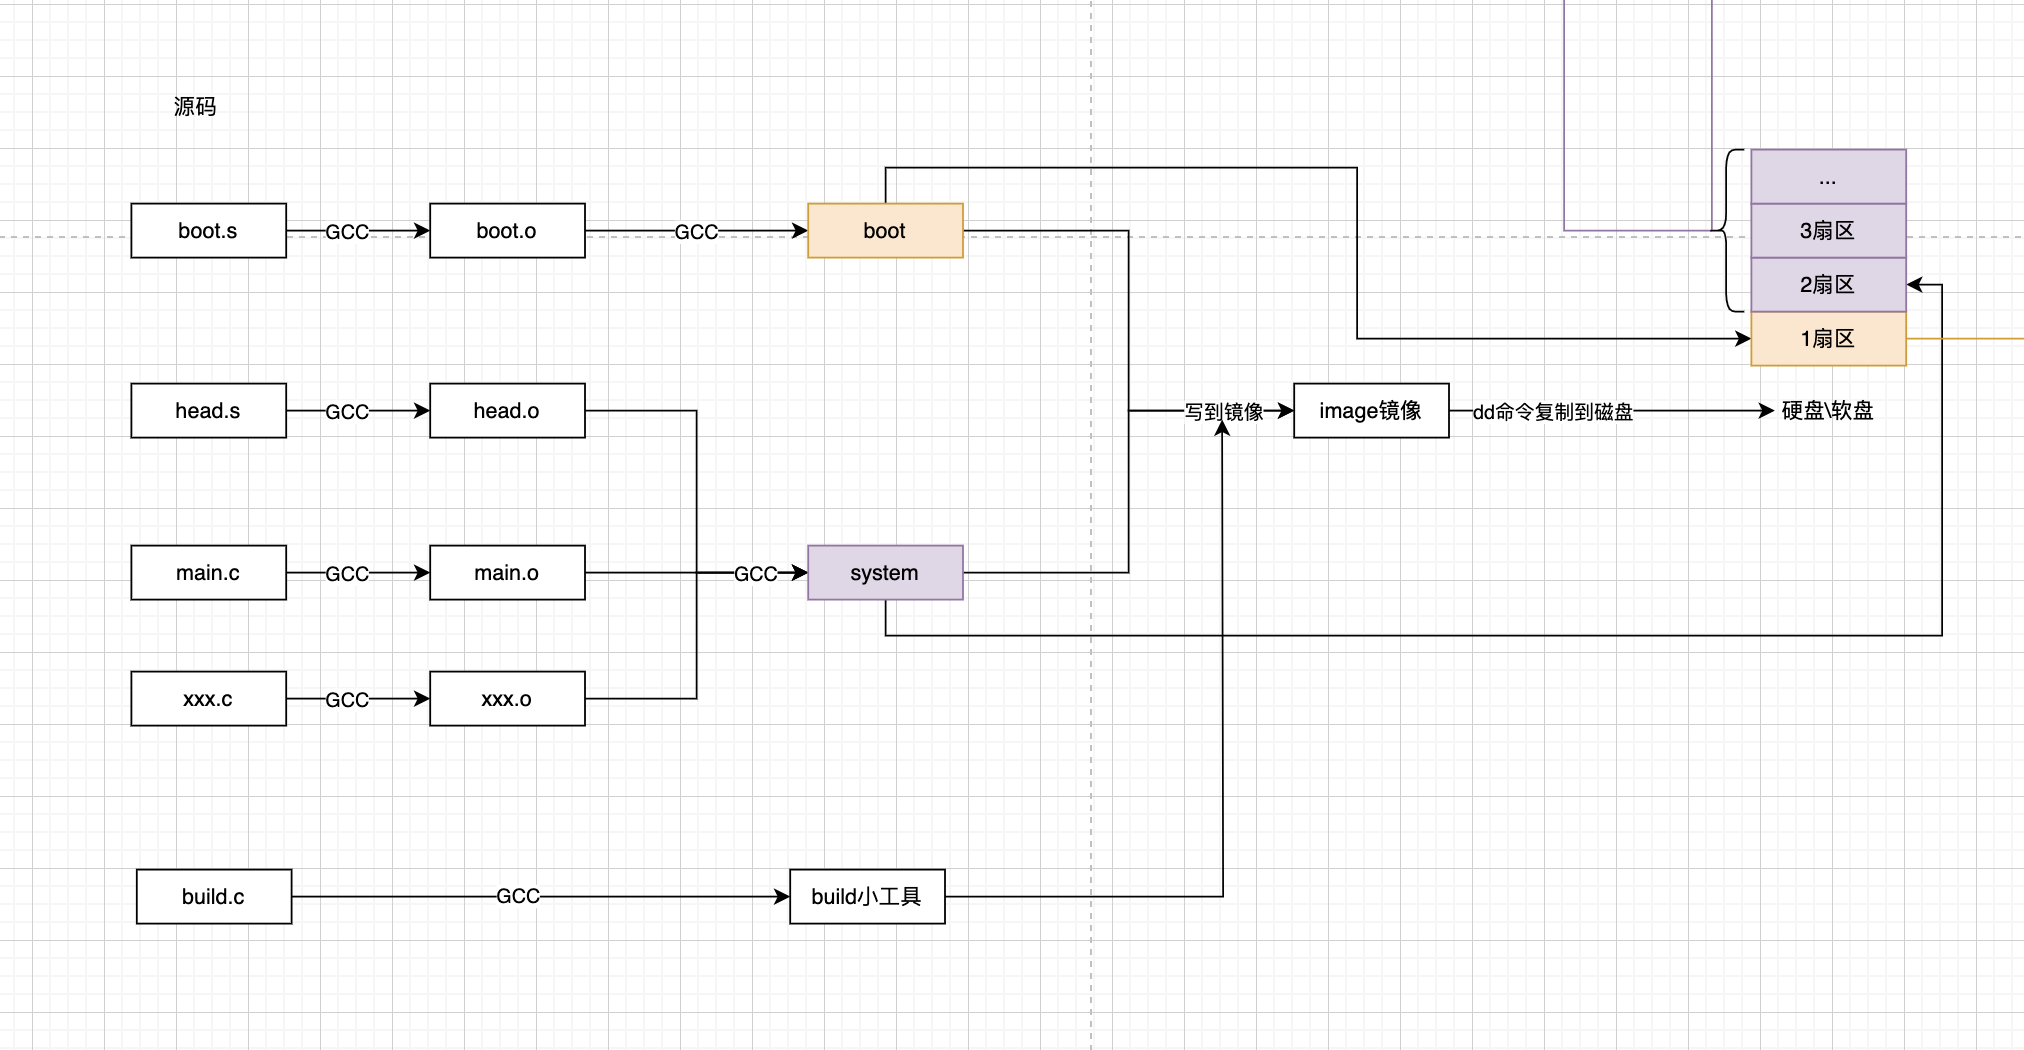 源码
...
boot.s
GCC
boot.o
GCC
boot
3扇区
2扇区
1扇区
head.s
GCC
head.o
写到镜像
image镜像
dd命令复制到磁盘
硬盘\软盘
main.c
GCC
main.o
GCC
system
xxx.c
GCC
xxx.o
build.c
GCC
build小工具